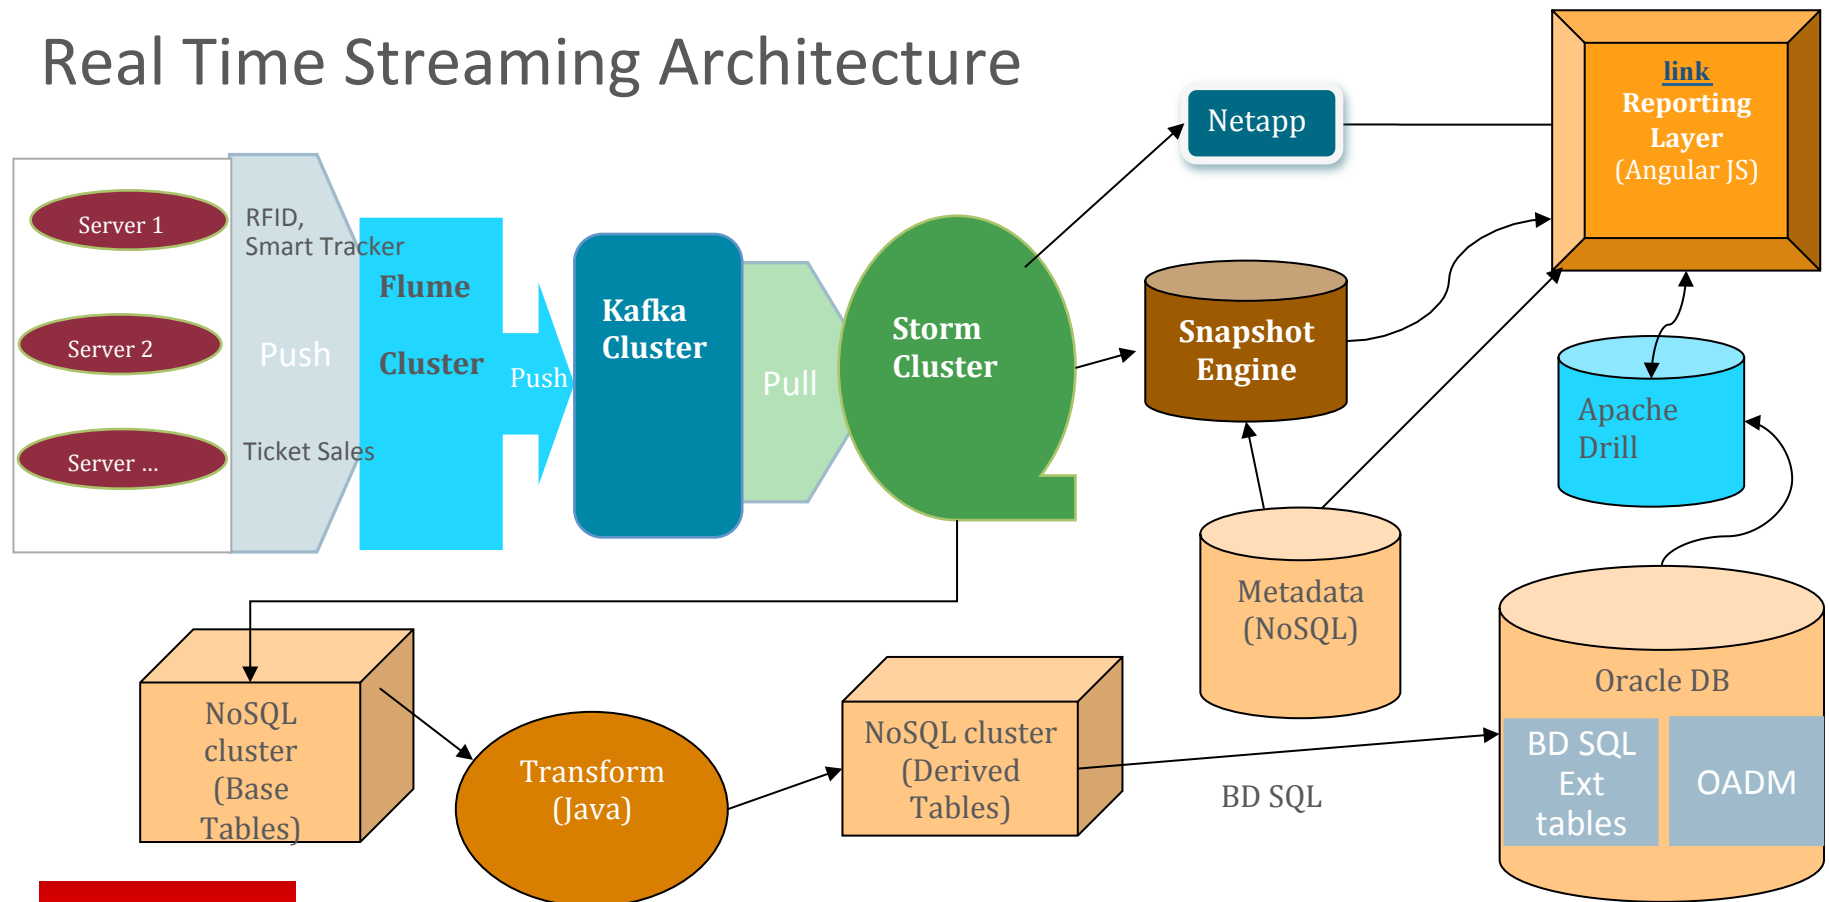 Real Time Streaming Architecture
Server 1
Server 2
Server ...
RFID,
Smart Tracker
Push
Ticket Sales
Flume
Cluster
Push
Kafka
Cluster
Pull
Storm
Cluster
Netapp
Snapshot
Engine
link
Reporting
Layer
(Angular JS)
Apache
Drill
Metadata
(NoSQL)
NoSQL
cluster
(Base
Tables)
Transform
(Java)
NoSQL cluster
(Derived
Tables)
BD SQL
Oracle DB
BD SQL
Ext
tables
OADM